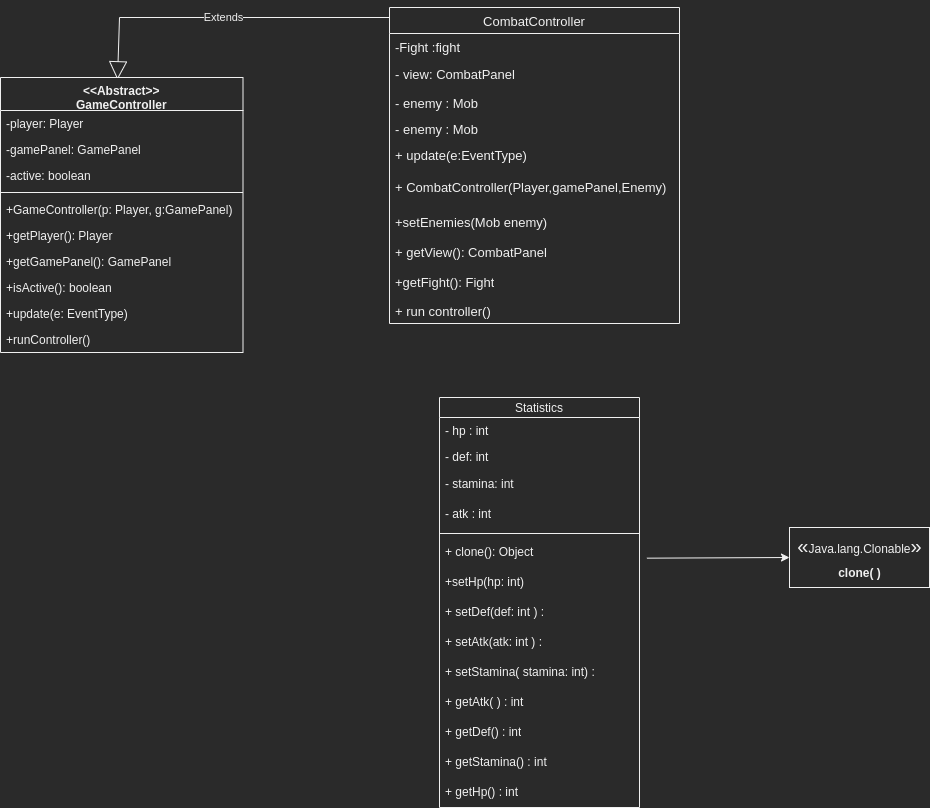 Extends
<<Abstract>>
GameController
-player: Player
-gamePanel: GamePanel
-active: boolean
+GameController(p: Player, g:GamePanel)
+getPlayer(): Player
+getGamePanel(): GamePanel
+isActive(): boolean
+update(e: EventType)
+runController()
CombatController
-Fight :fight
- view: CombatPanel
- enemy : Mob
- enemy : Mob
+ update(e:EventType)
+ CombatController(Player,gamePanel,Enemy)
+setEnemies(Mob enemy)
+ getView(): CombatPanel
+getFight(): Fight
+ run controller()
Statistics
- hp : int
- def: int
- stamina: int
- atk : int
+ clone(): Object
+setHp(hp: int)
+ setDef(def: int ) :
+ setAtk(atk: int ) :
+ setStamina( stamina: int) :
+ getAtk( ) : int
+ getDef() : int
+ getStamina() : int
+ getHp() : int
«Java.lang.Clonable»
clone( )